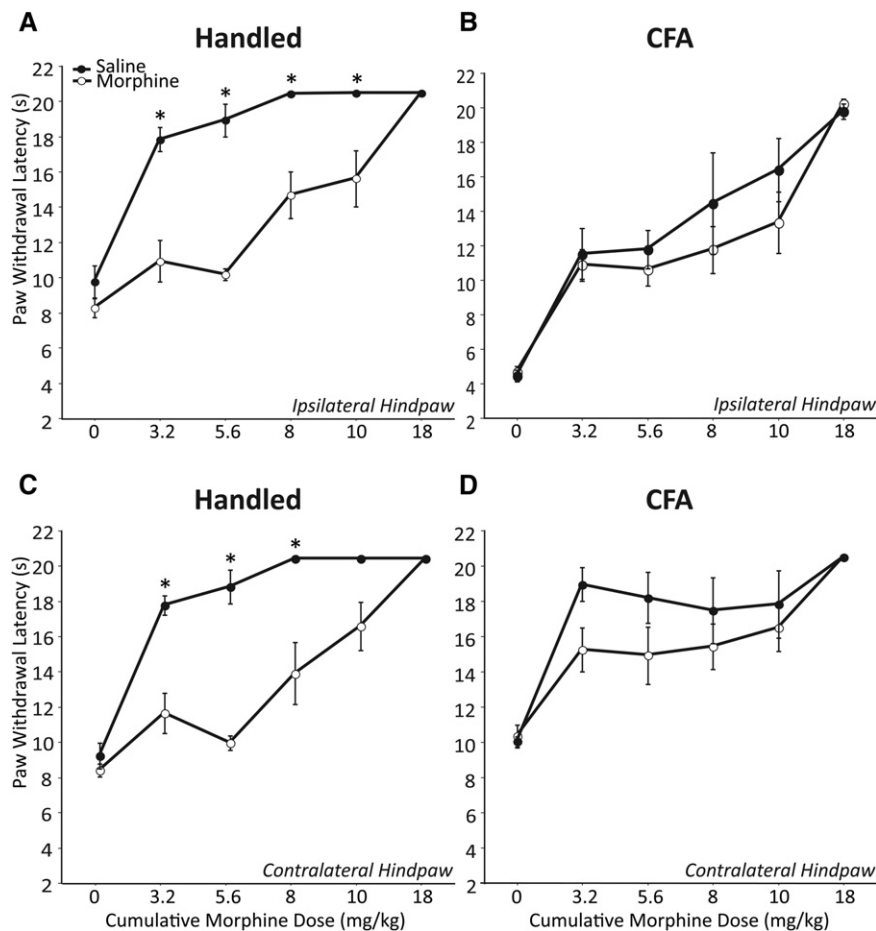 A
Handled
Saline
Morphine
* * * *
Paw Withdrawal Latency (s)
22
20
18
16
14
12
10
8
6
4
2
Ipsilateral Hindpaw
0 3.2 5.6 8 10 18
B
CFA
22
20
18
16
14
12
10
8
6
4
2
Ipsilateral Hindpaw
0 3.2 5.6 8 10 18
C
Handled
* * *
Paw Withdrawal Latency (s)
22
20
18
16
14
12
10
8
6
4
2
Contralateral Hindpaw
0 3.2 5.6 8 10 18
Cumulative Morphine Dose (mg/kg)
D
CFA
22
20
18
16
14
12
10
8
6
4
2
Contralateral Hindpaw
0 3.2 5.6 8 10 18
Cumulative Morphine Dose (mg/kg)